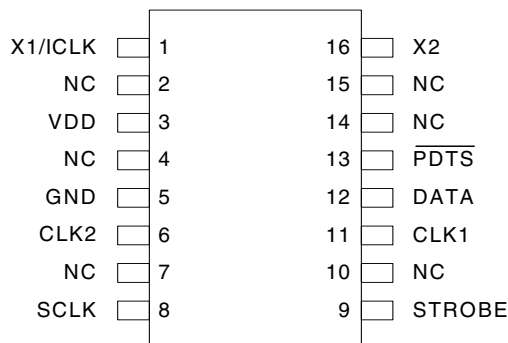 X1/ICLK 1 16 X2
NC 2 15 NC
VDD 3 14 NC
NC 4 13 PDTS
GND 5 12 DATA
CLK2 6 11 CLK1
NC 7 10 NC
SCLK 8 9 STROBE